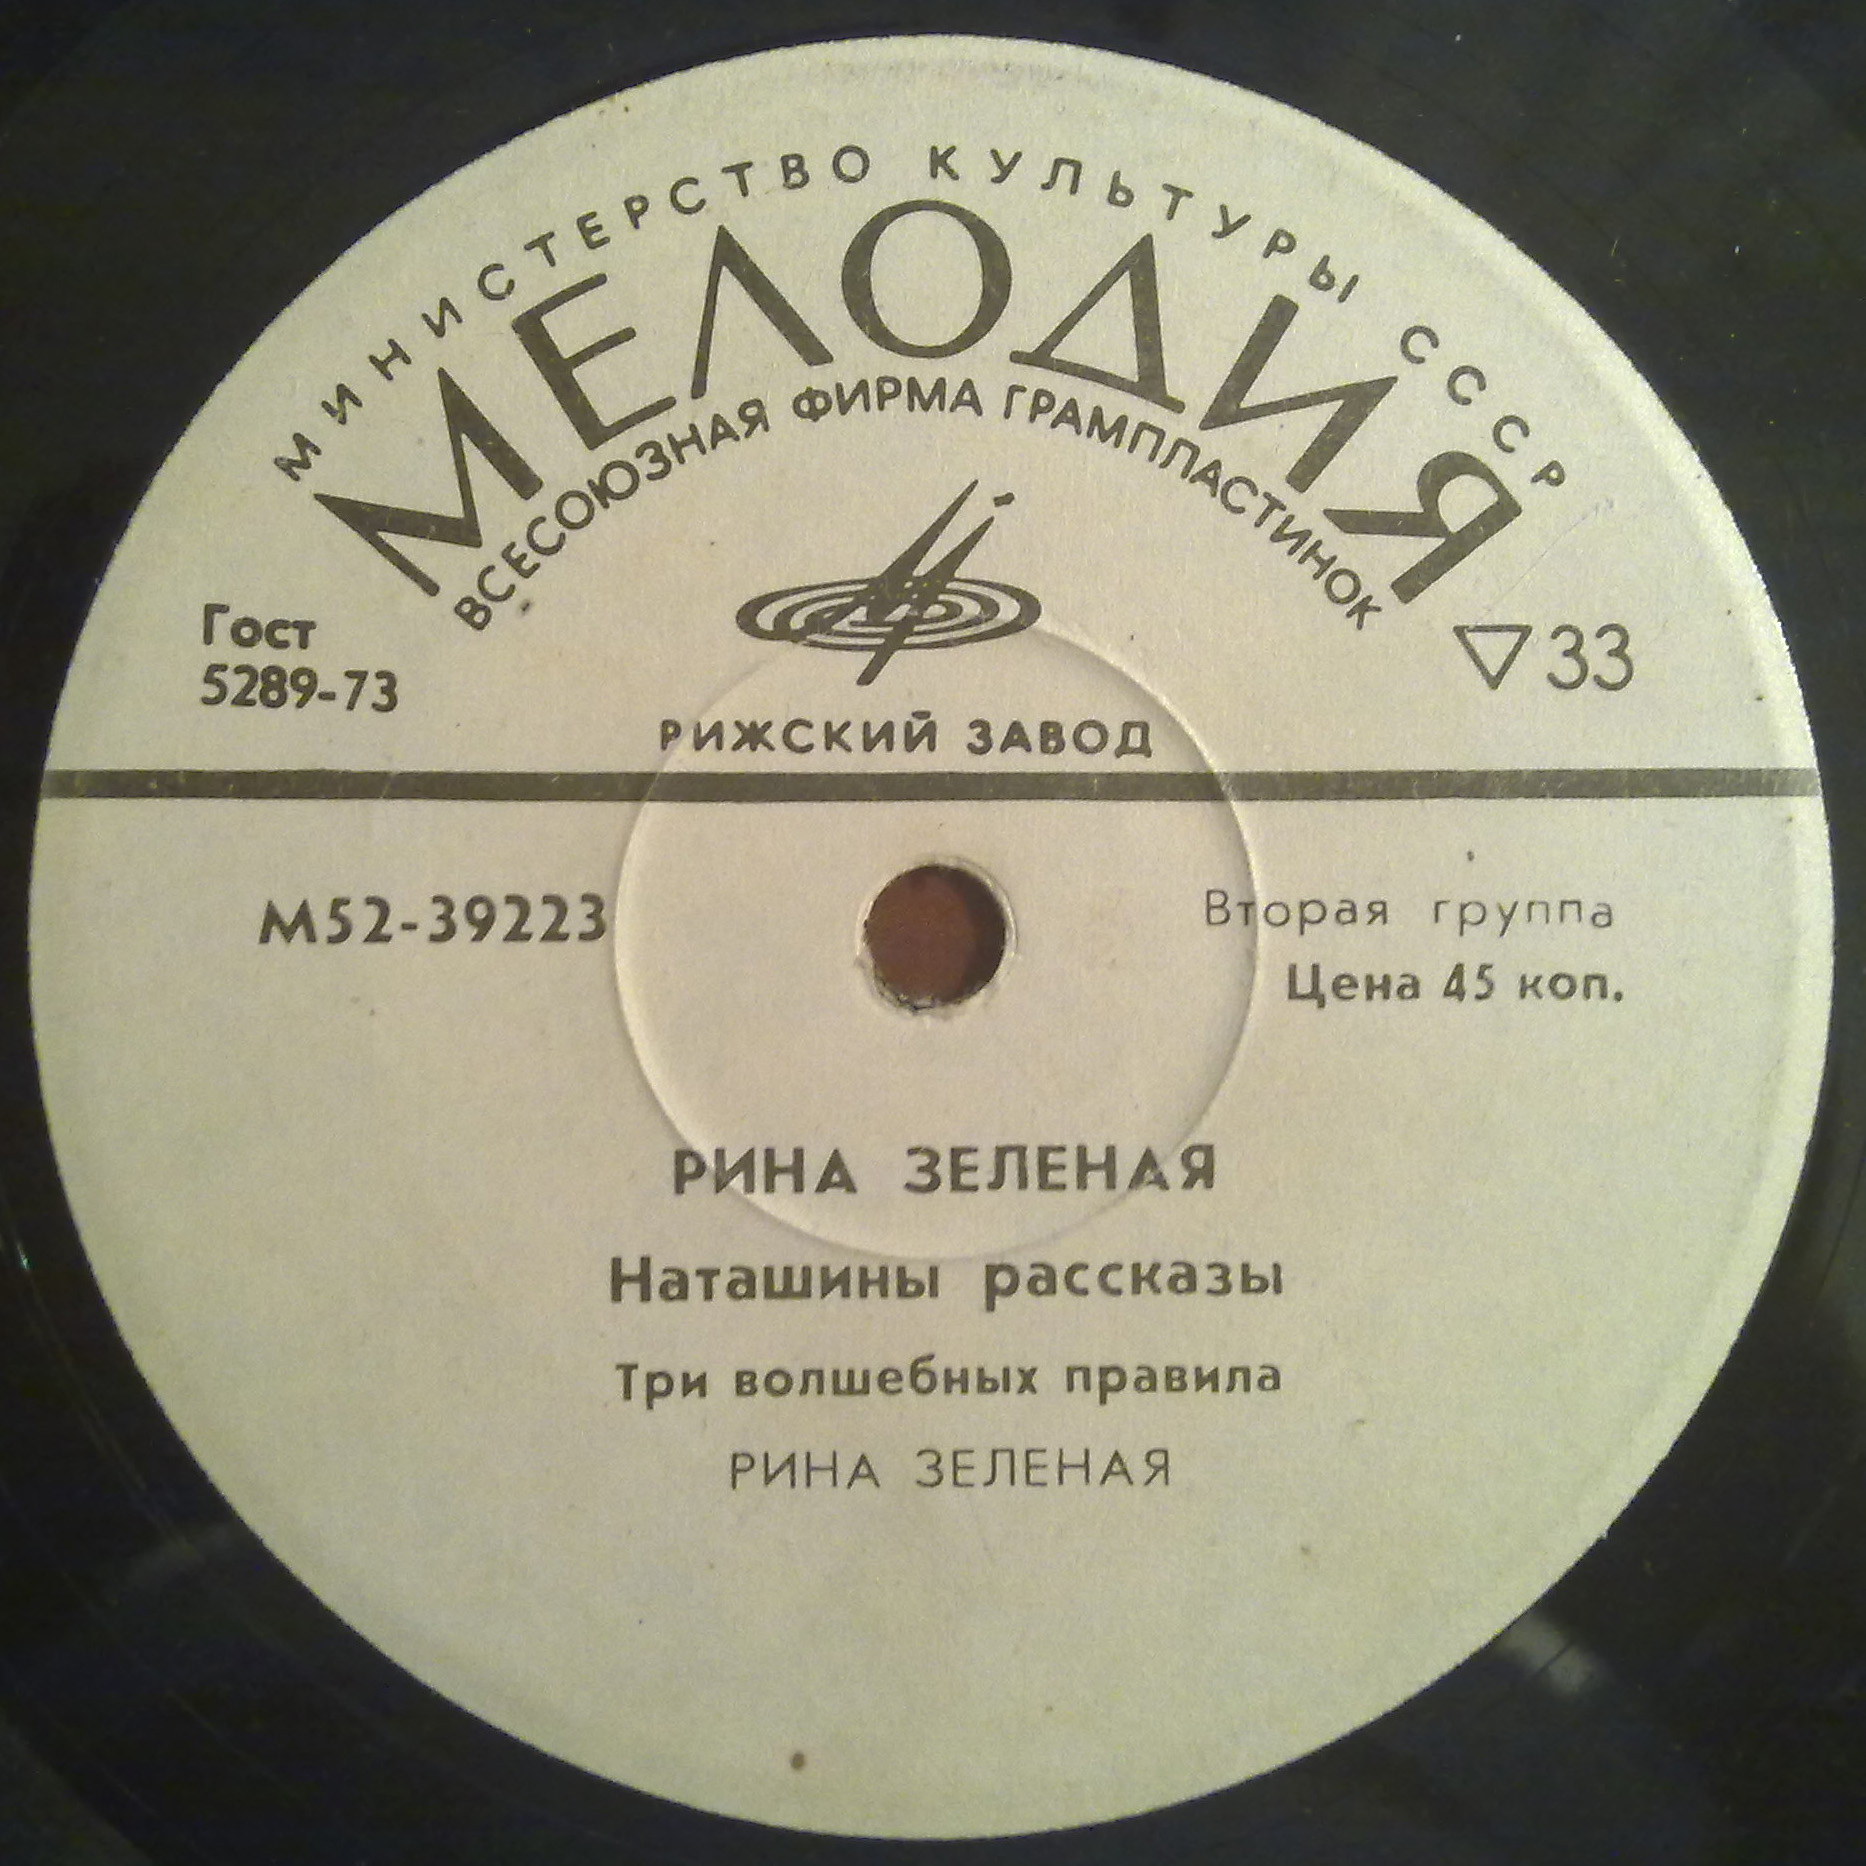 МИНИСТЕРСТВО КУЛЬТУРЫ СССР
МЕЛОДИЯ
ВСЕСОЮЗНАЯ ФИРМА ГРАМПЛАСТИНОК
Гост
5289-73
33
РИЖСКИЙ ЗАВОД
М52-39223
Вторая группа
Цена 45 коп.
РИНА ЗЕЛЕНАЯ
Наташины рассказы
Три волшебных правила
РИНА ЗЕЛЕНАЯ